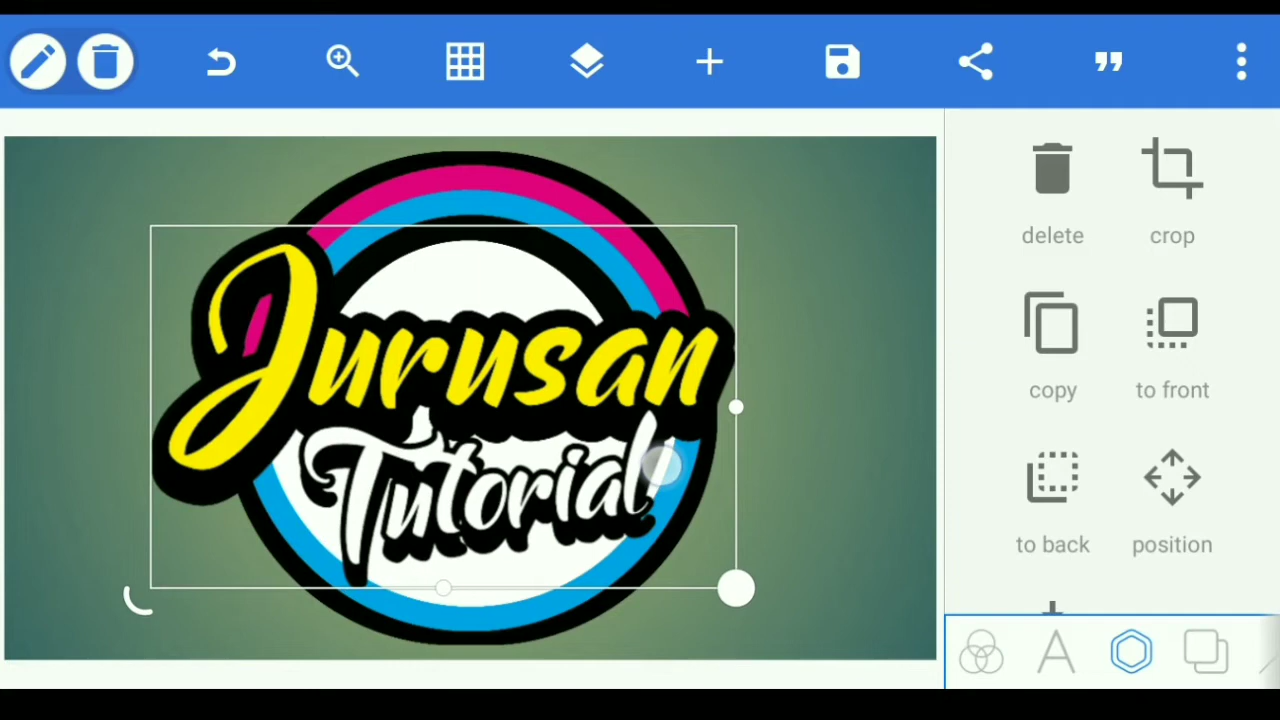 Jurusan
Tutorial
delete
crop
copy
to front
to back
position